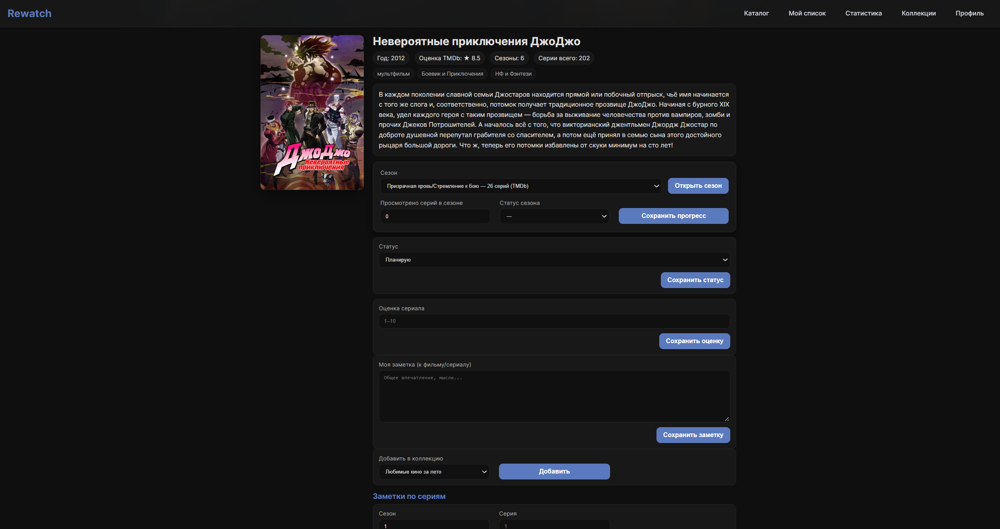 Rewatch
Каталог
Мой список
Статистика
Коллекции
Профиль
ДжоДжо
Невероятные
приключения
Невероятные приключения ДжоДжо
Год: 2012
Оценка TMDb: ★ 8.5
Сезоны: 6
Серии всего: 202
мультфильм
Боевик и Приключения
НФ и Фэнтези
В каждом поколении славной семьи Джостаров находится прямой или побочный отпрыск, чьё имя начинается
с того же слога и, соответственно, потомок получает традиционное прозвище ДжоДжо. Начиная с бурного XIX
века, удел каждого героя с таким прозвищем — борьба за выживание человечества против вампиров, зомби и
прочих Джеков Потрошителей. А началось всё с того, что викторианский джентльмен Джордж Джостар по
доброте душевной перепутал грабителя со спасителем, а потом ещё принял в семью сына этого достойного
рыцаря большой дороги. Что ж, теперь его потомки избавлены от скуки минимум на сто лет!
Сезон
Призрачная кровь/Стремление к бою — 26 серий (TMDb)
Открыть сезон
Просмотрено серий в сезоне
Статус сезона
0
—
Сохранить прогресс
Статус
Планирую
Сохранить статус
Оценка сериала
1–10
Сохранить оценку
Моя заметка (к фильму/сериалу)
Общее впечатление, мысли...
Сохранить заметку
Добавить в коллекцию
Любимые кино за лето
Добавить
Заметки по сериям
Сезон
Серия
1
1